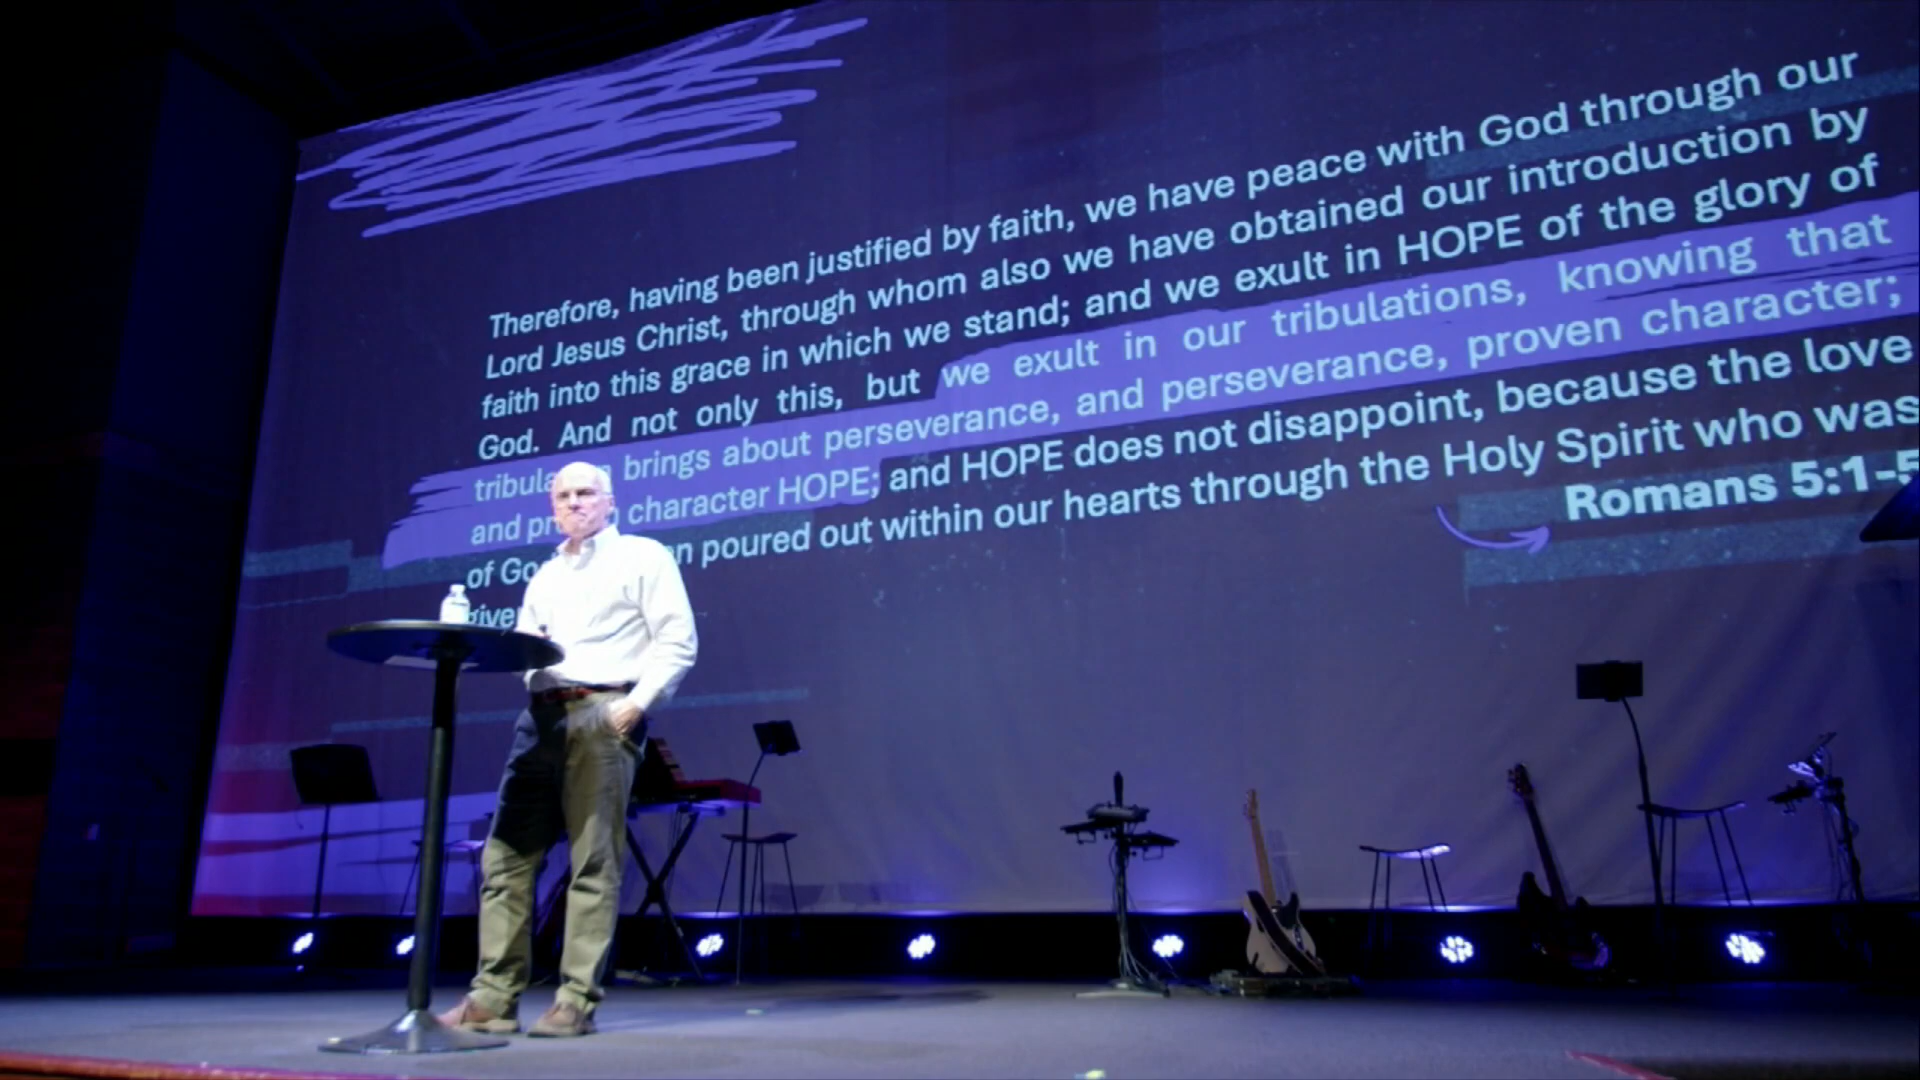 Therefore, having been justified by faith, we have peace with God through our
Lord Jesus Christ, through whom also we have obtained our introduction by
faith into this grace in which we stand; and we exult in HOPE of the glory of
God. And not only this, but we exult in our tribulations, knowing that
brings about perseverance, and perseverance, proven character;
and character HOPE; and HOPE does not disappoint, because the love
of poured out within our hearts through the Holy Spirit who was
Romans 5:1-5